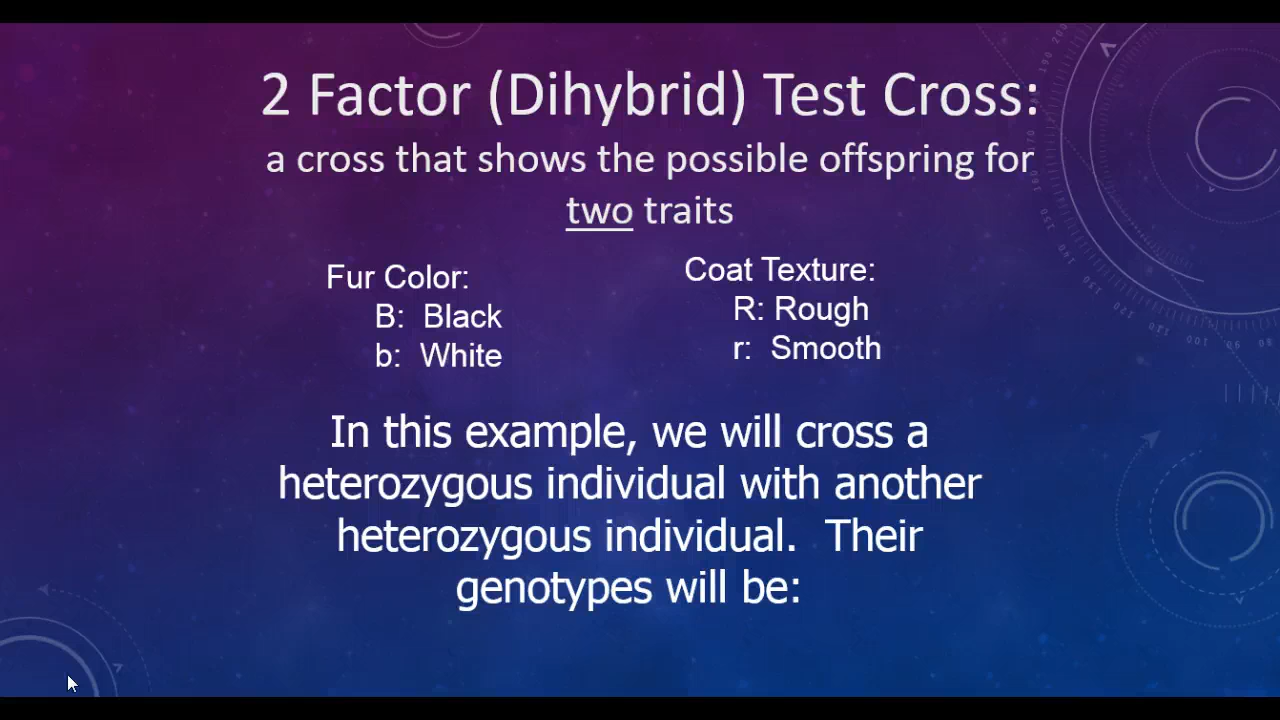 2 Factor (Dihybrid) Test Cross:
a cross that shows the possible offspring for
two traits
Fur Color:
B: Black
b: White
Coat Texture:
R: Rough
r: Smooth
In this example, we will cross a
heterozygous individual with another
heterozygous individual. Their
genotypes will be: